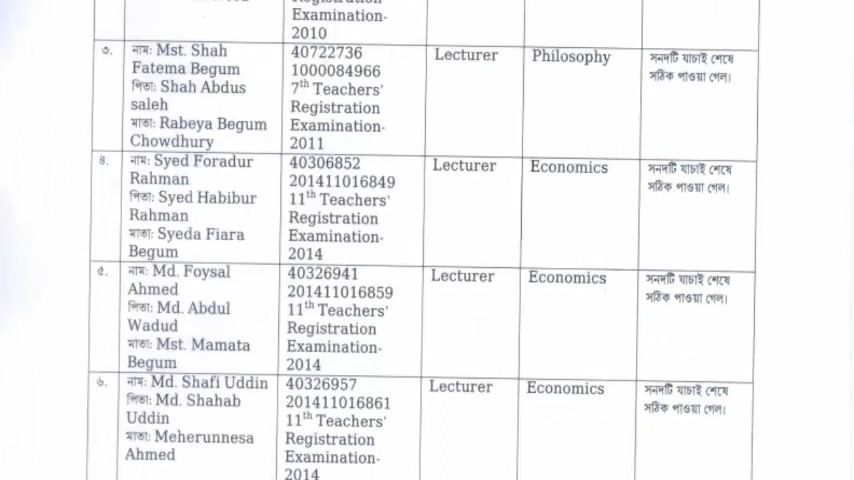 Examination-
2010
৩. নাম: Mst. Shah Fatema Begum
পিতা: Shah Abdus saleh
মাতা: Rabeya Begum Chowdhury
40722736
1000084966
7th Teachers'
Registration
Examination-
2011
Lecturer
Philosophy
সনদটি যাচাই শেষে
সঠিক পাওয়া গেল।
৪. নাম: Syed Foradur
Rahman
পিতা: Syed Habibur
Rahman
মাতা: Syeda Fiara
Begum
40306852
201411016849
11th Teachers'
Registration
Examination-
2014
Lecturer
Economics
সনদটি যাচাই শেষে
সঠিক পাওয়া গেল।
৫. নাম: Md. Foysal
Ahmed
পিতা: Md. Abdul
Wadud
মাতা: Mst. Mamata
Begum
40326941
201411016859
11th Teachers'
Registration
Examination-
2014
Lecturer
Economics
সনদটি যাচাই শেষে
সঠিক পাওয়া গেল।
৬. নাম: Md. Shafi Uddin
পিতা: Md. Shahab
Uddin
মাতা: Meherunnesa
Ahmed
40326957
201411016861
11th Teachers'
Registration
Examination-
2014
Lecturer
Economics
সনদটি যাচাই শেষে
সঠিক পাওয়া গেল।